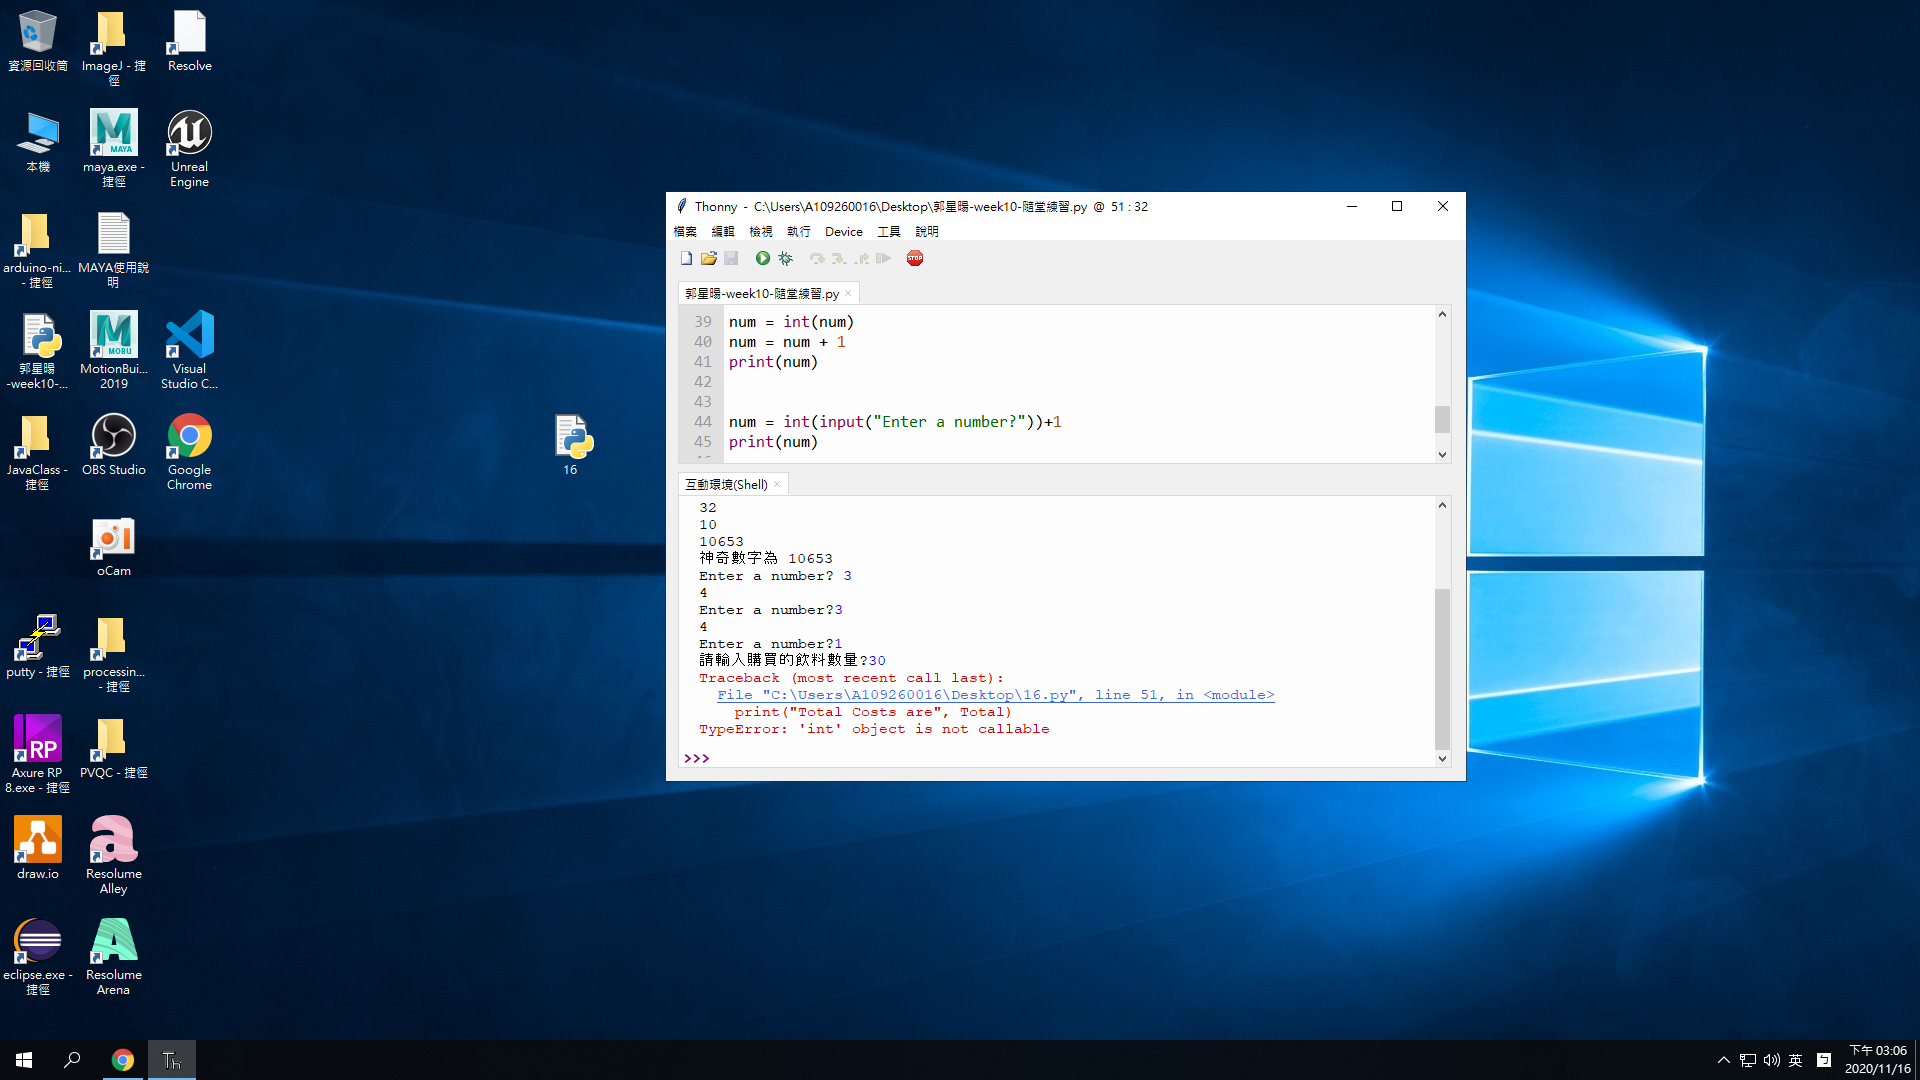 資源回收筒
ImageJ - 捷
徑
Resolve
本機
maya.exe -
捷徑
Unreal
Engine
arduino-ni...
- 捷徑
MAYA使用說
明
郭星暘
-week10-...
MotionBui...
2019
Visual
Studio C...
JavaClass -
捷徑
OBS Studio
Google
Chrome
16
oCam
putty - 捷徑
processin...
- 捷徑
Axure RP
8.exe - 捷徑
PVQC - 捷徑
draw.io
Resolume
Alley
eclipse.exe -
捷徑
Resolume
Arena
Thonny - C:\Users\A109260016\Desktop\郭星暘-week10-隨堂練習.py @ 51 : 32
檔案 編輯 檢視 執行 Device 工具 說明
STOP
郭星暘-week10-隨堂練習.py
39 num = int(num)
40 num = num + 1
41 print(num)
42
43
44 num = int(input("Enter a number?"))+1
45 print(num)
互動環境(Shell)
32
10
10653
神奇數字為 10653
Enter a number? 3
4
Enter a number?3
4
Enter a number?1
請輸入購買的飲料數量?30
Traceback (most recent call last):
File "C:\Users\A109260016\Desktop\16.py", line 51, in <module>
print("Total Costs are", Total)
TypeError: 'int' object is not callable
>>>
英
下午 03:06
2020/11/16